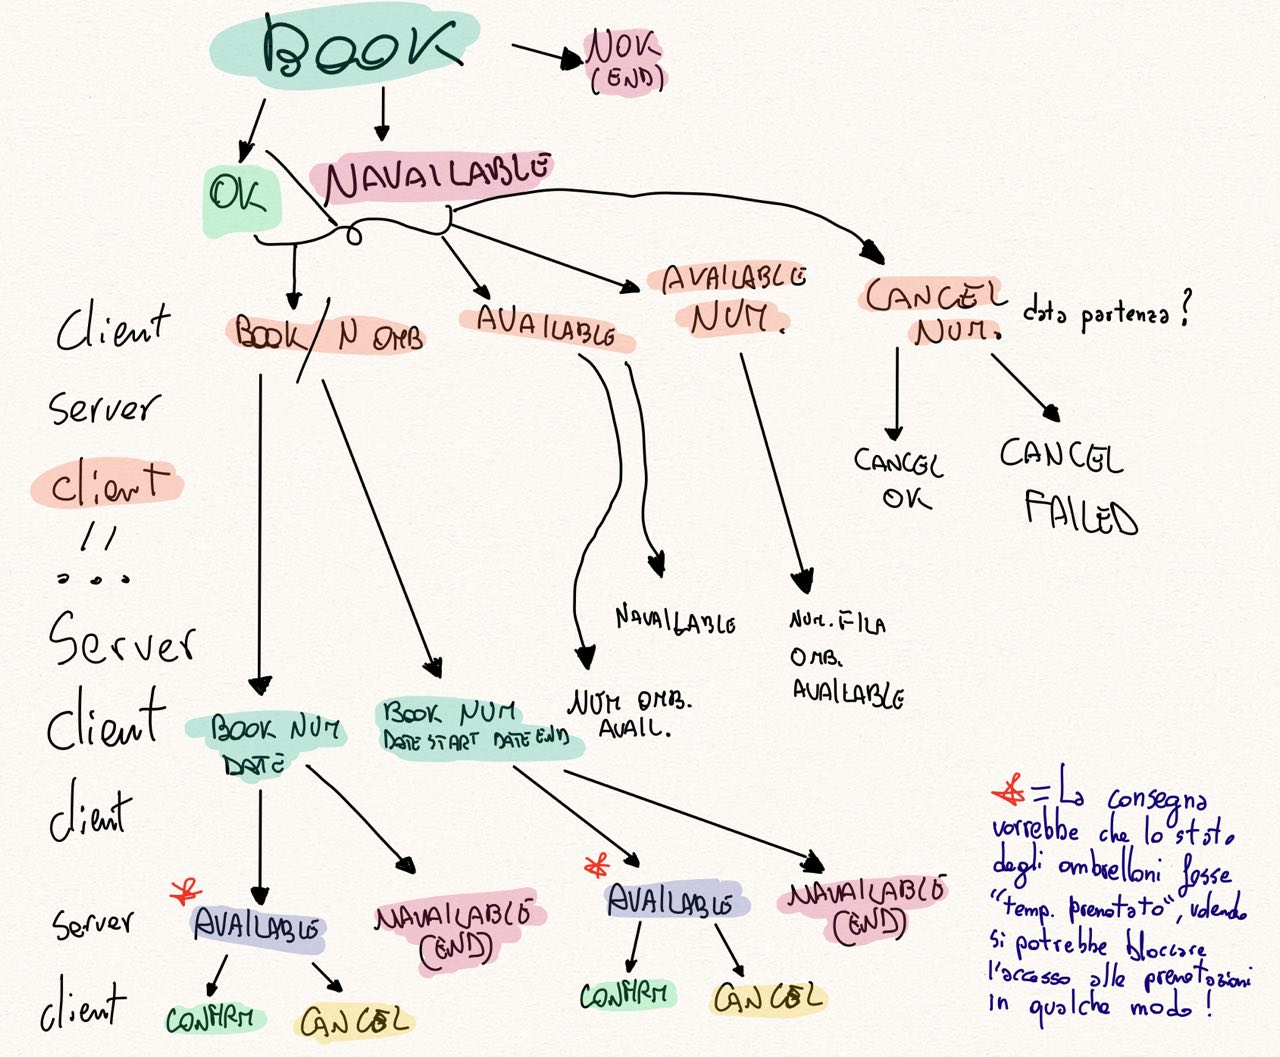 BOOK
NOK
(END)
OK
NAVAILABLE
Client
BOOK / N OMB
AVAILABLE
AVAILABLE
NUM.
CANCEL
NUM.
data partenza?
server
client
CANCEL
OK
CANCEL
FAILED
//
...
Server
NAVAILABLE
NUM. FILA
OMB.
AVAILABLE
NUM OMB.
AVAIL.
client
BOOK NUM
DATE
BOOK NUM
DATE START DATE END
client
server
* AVAILABLE
NAVAILABLE
(END)
* AVAILABLE
NAVAILABLE
(END)
client
CONFIRM
CANCEL
CONFIRM
CANCEL
* = La consegna
vorrebbe che lo stato
degli ombrelloni fosse
"temp. prenotato", volendo
si potrebbe bloccare
l'accesso alle prenotazioni
in qualche modo!